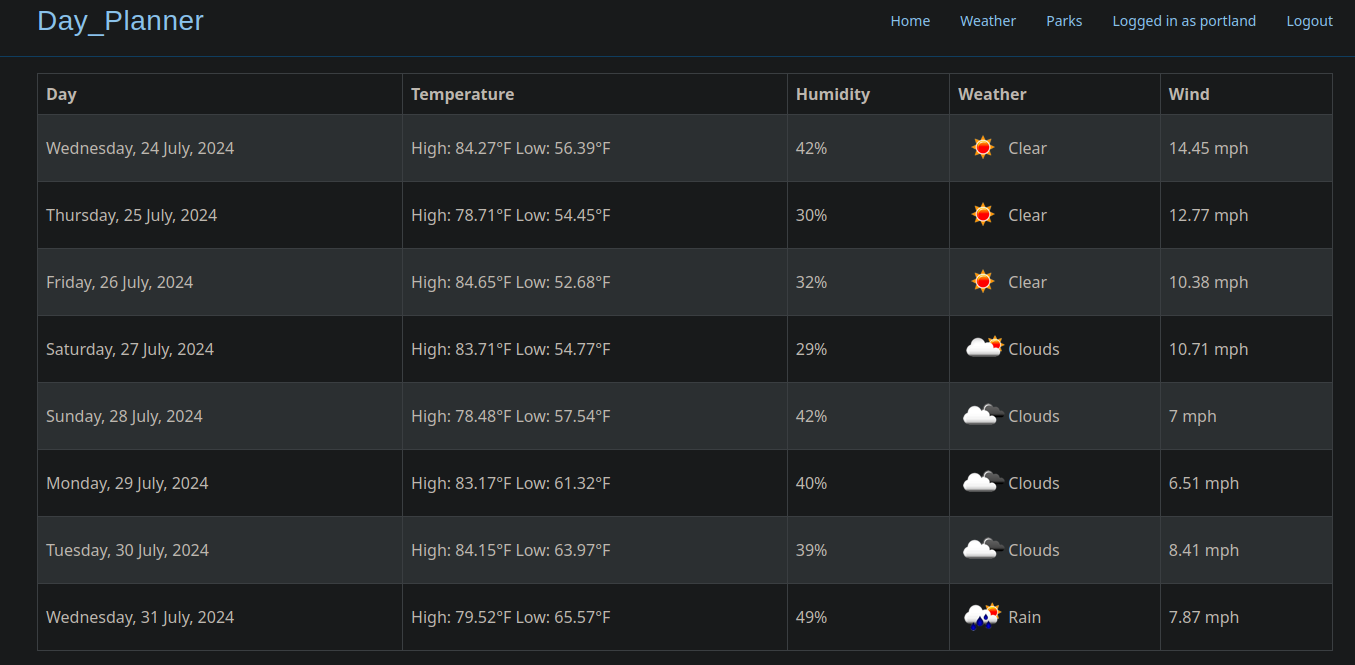 Day_Planner Home Weather Parks Logged in as portland Logout
Day Temperature Humidity Weather Wind
Wednesday, 24 July, 2024 High: 84.27°F Low: 56.39°F 42% Clear 14.45 mph
Thursday, 25 July, 2024 High: 78.71°F Low: 54.45°F 30% Clear 12.77 mph
Friday, 26 July, 2024 High: 84.65°F Low: 52.68°F 32% Clear 10.38 mph
Saturday, 27 July, 2024 High: 83.71°F Low: 54.77°F 29% Clouds 10.71 mph
Sunday, 28 July, 2024 High: 78.48°F Low: 57.54°F 42% Clouds 7 mph
Monday, 29 July, 2024 High: 83.17°F Low: 61.32°F 40% Clouds 6.51 mph
Tuesday, 30 July, 2024 High: 84.15°F Low: 63.97°F 39% Clouds 8.41 mph
Wednesday, 31 July, 2024 High: 79.52°F Low: 65.57°F 49% Rain 7.87 mph